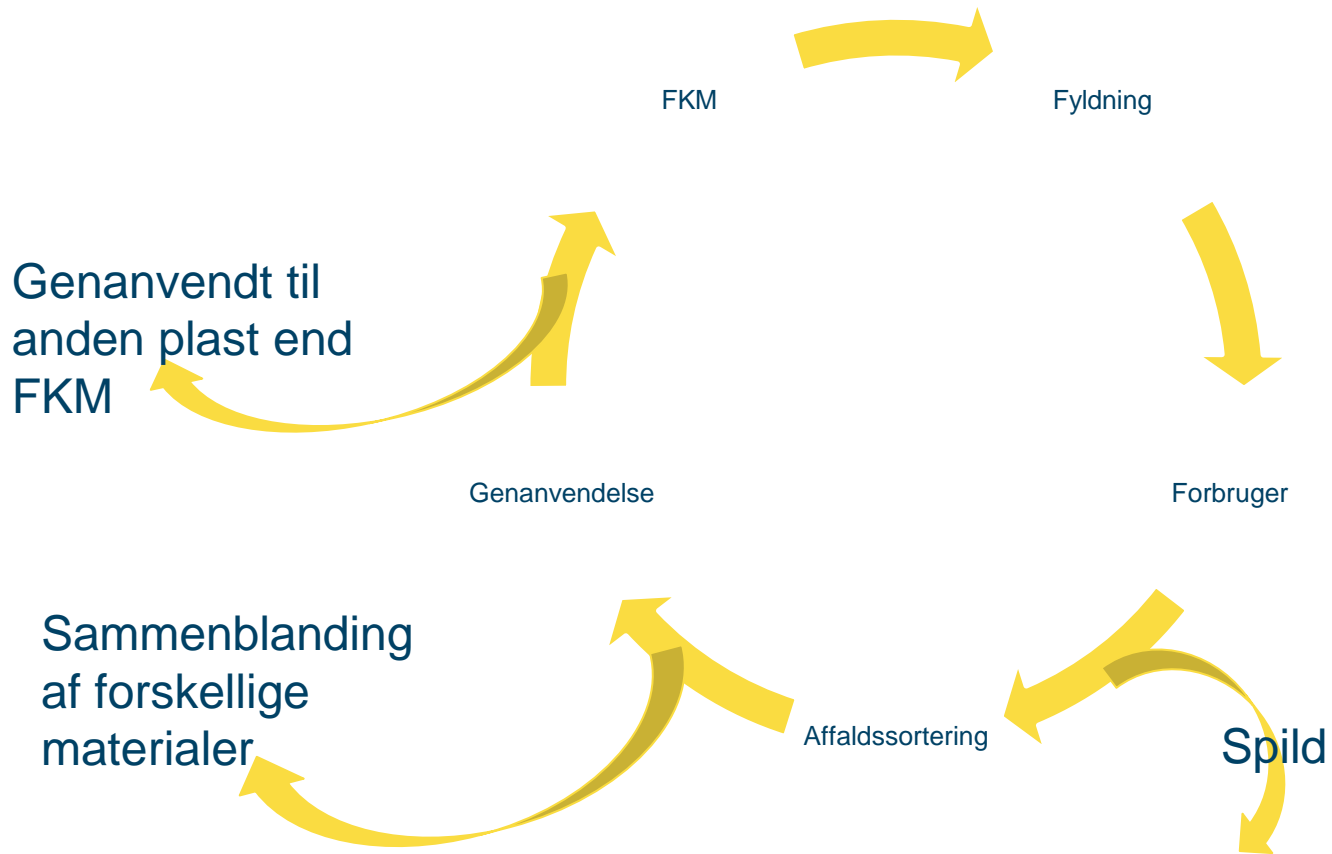 FKM
Fyldning
Genanvendt til
anden plast end
FKM
Genanvendelse
Forbruger
Sammenblanding
af forskellige
materialer
Affaldssortering
Spild